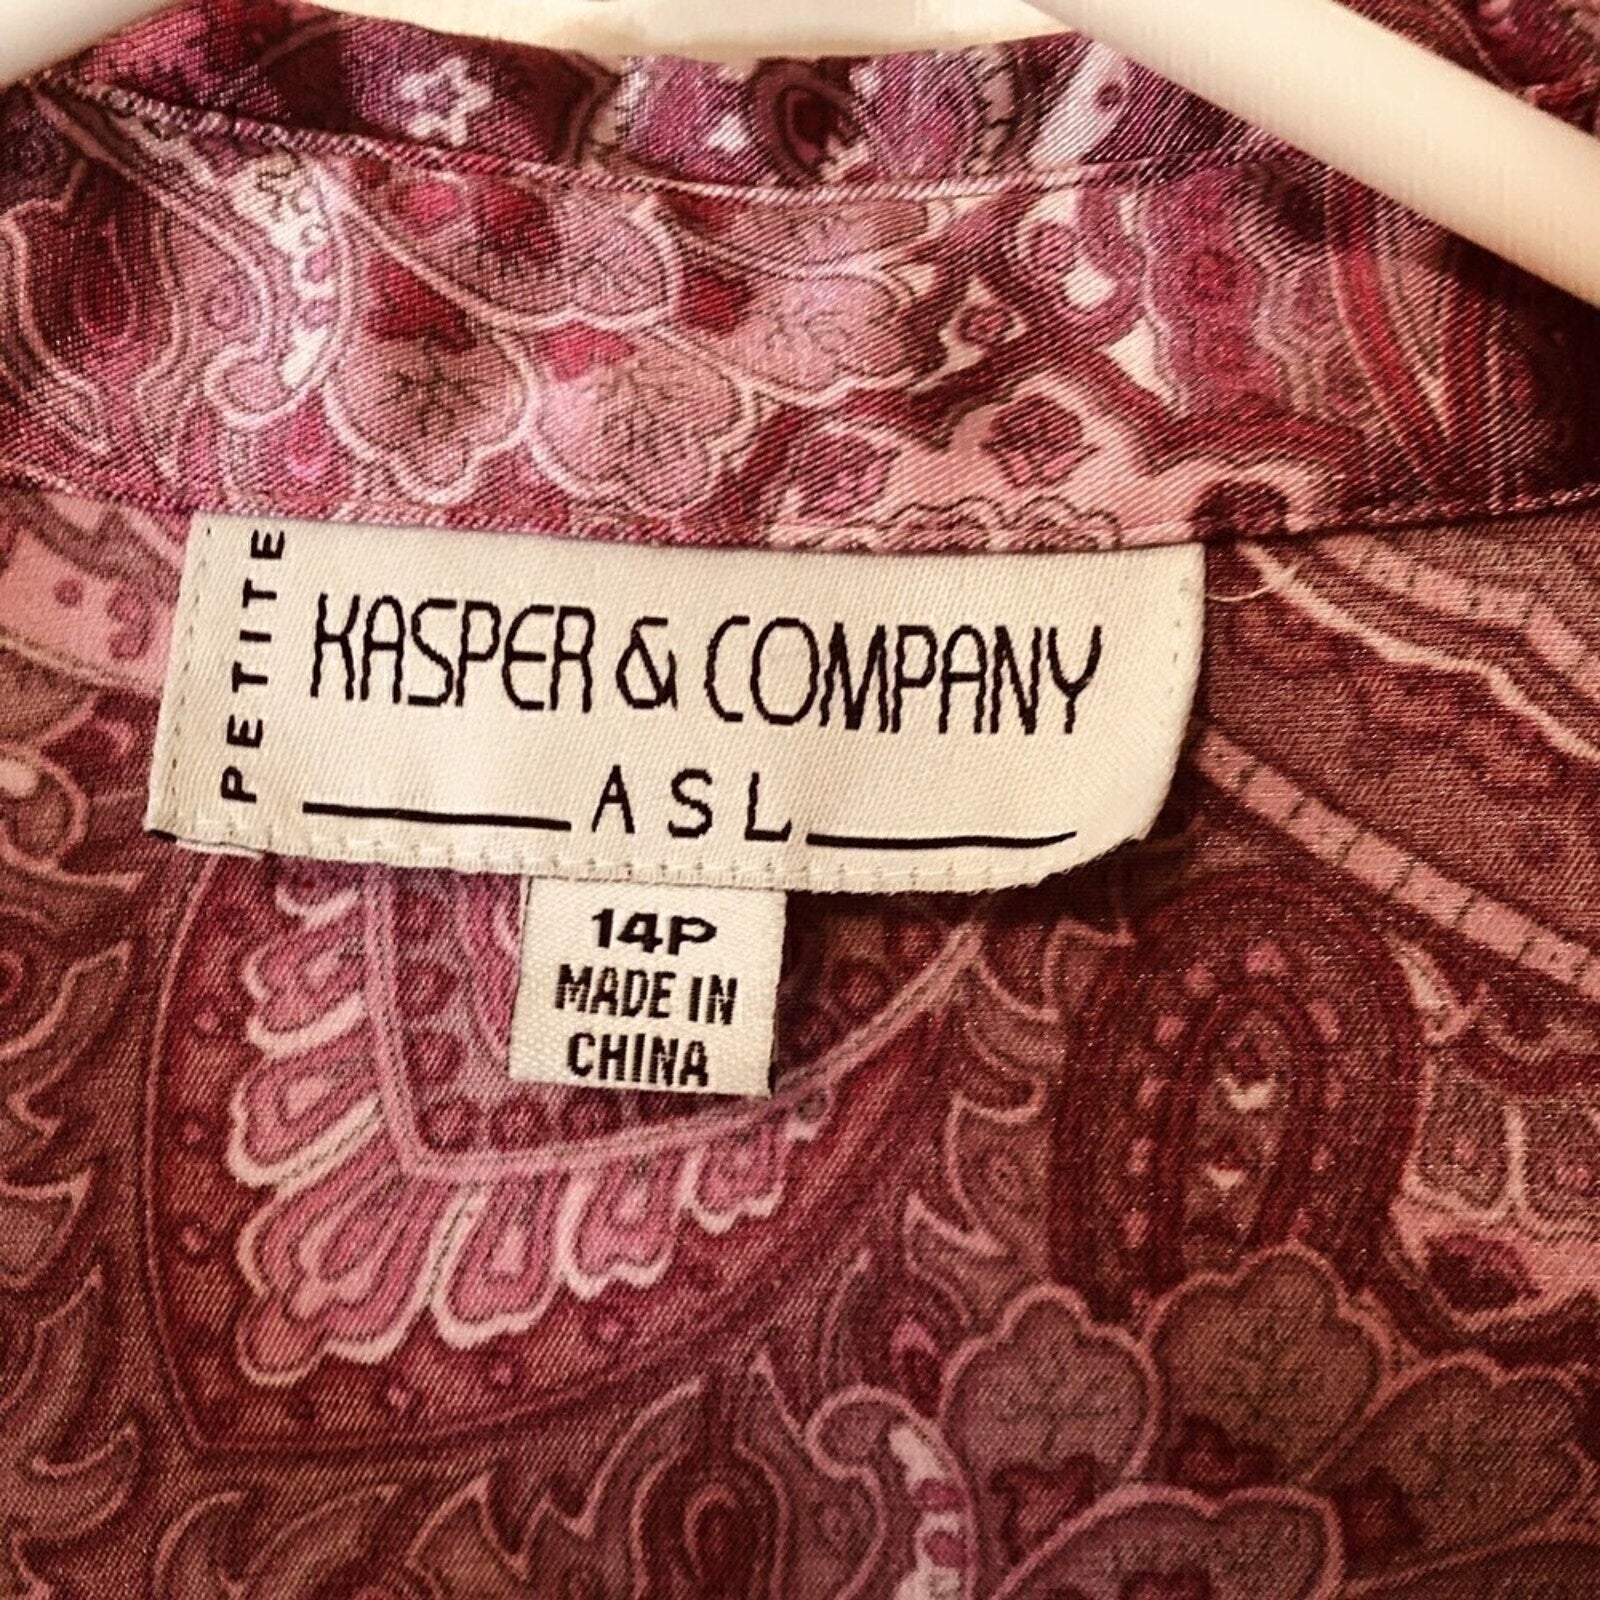 PETITE
KASPER & COMPANY
ASL
14P
MADE IN
CHINA